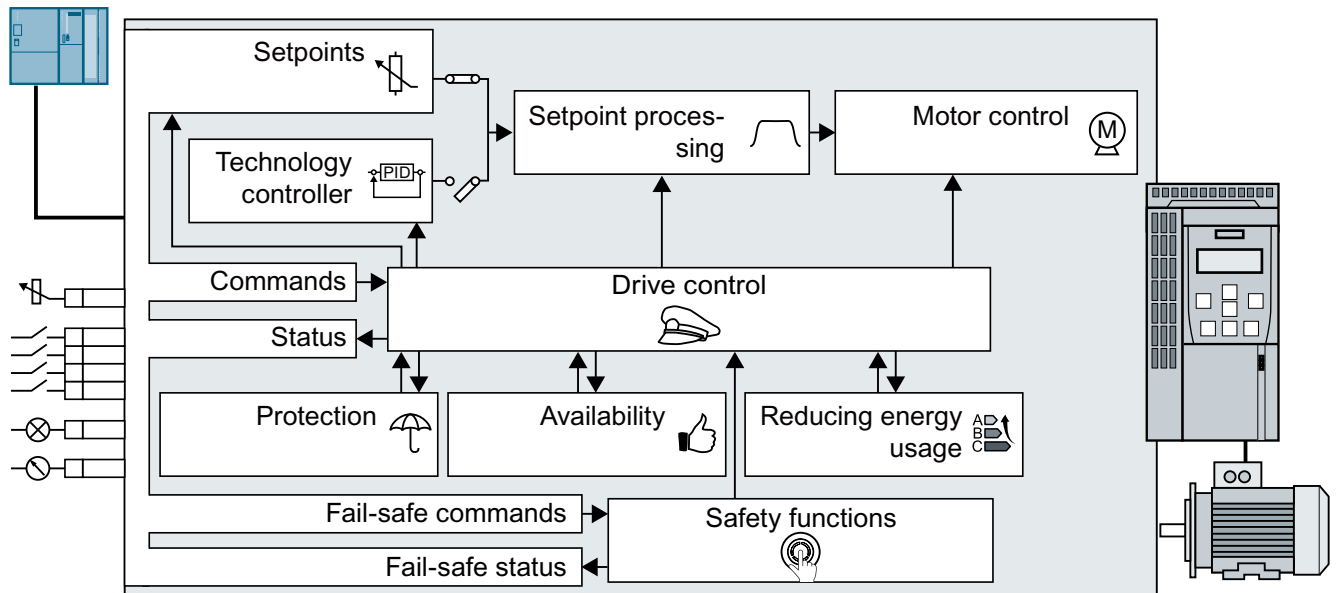 Setpoints
Setpoint proces-
sing
Motor control
M
Technology
controller
PID
Commands
Drive control
Status
Protection
Availability
Reducing energy
usage
A
B
C
Fail-safe commands
Safety functions
Fail-safe status